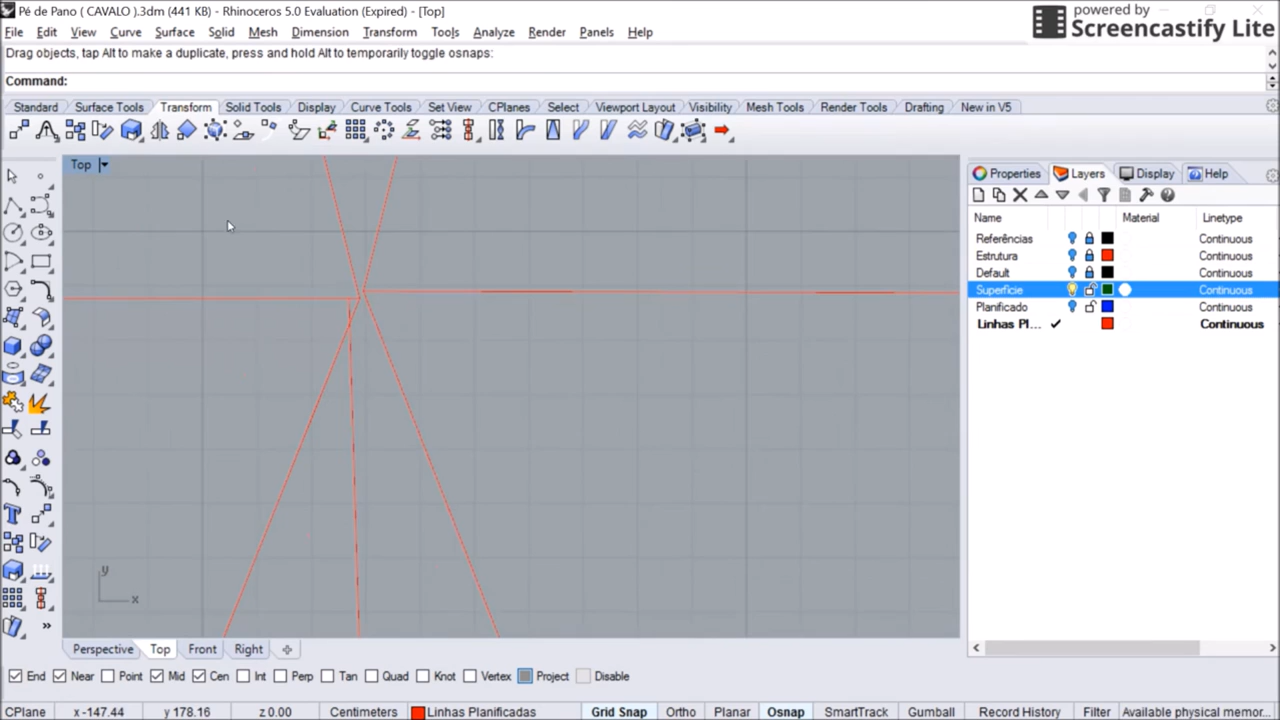 Pé de Pano ( CAVALO ).3dm (441 KB) - Rhinoceros 5.0 Evaluation (Expired) - [Top]
powered by
Screencastify Lite
File Edit View Curve Surface Solid Mesh Dimension Transform Tools Analyze Render Panels Help
Drag objects, tap Alt to make a duplicate, press and hold Alt to temporarily toggle osnaps:
Command:
Standard Surface Tools Transform Solid Tools Display Curve Tools Set View CPlanes Select Viewport Layout Visibility Mesh Tools Render Tools Drafting New in V5
Top
Properties Layers Display Help
Name Material Linetype
Referências Continuous
Estrutura Continuous
Default Continuous
Superfície Continuous
Planificado Continuous
Linhas Pl... Continuous
y
x
Perspective Top Front Right
End Near Point Mid Cen Int Perp Tan Quad Knot Vertex Project Disable
CPlane x -147.44 y 178.16 z 0.00 Centimeters Linhas Planificadas Grid Snap Ortho Planar Osnap SmartTrack Gumball Record History Filter Available physical memor...